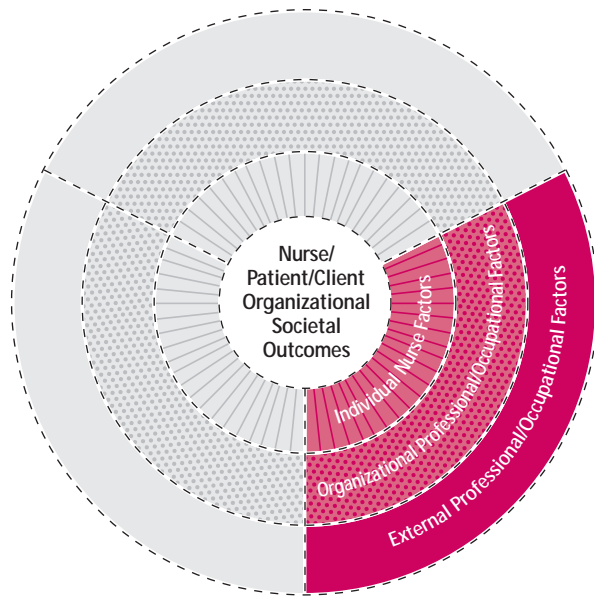 Nurse/
Patient/Client
Organizational
Societal
Outcomes
Individual Nurse Factors
Organizational Professional/Occupational Factors
External Professional/Occupational Factors